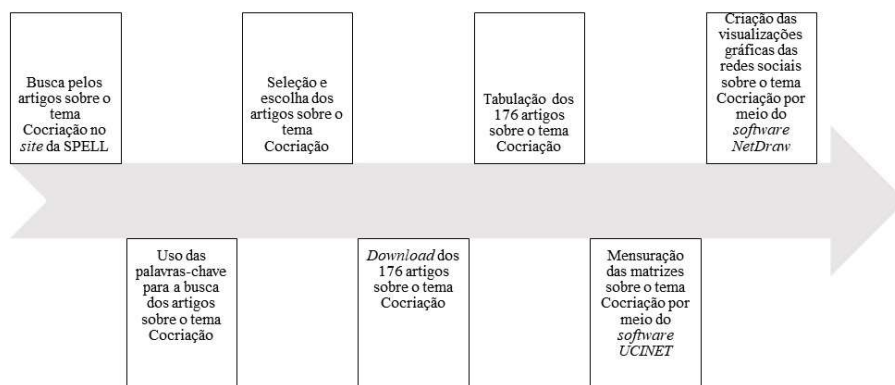 Busca pelos
artigos sobre o
tema
Cocriação no
site da SPELL
Uso das
palavras-chave
para a busca
dos artigos
sobre o tema
Cocriação
Seleção e
escolha dos
artigos sobre o
tema
Cocriação
Download dos
176 artigos
sobre o tema
Cocriação
Tabulação dos
176 artigos
sobre o tema
Cocriação
Mensuração
das matrizes
sobre o tema
Cocriação por
meio do
software
UCINET
Criação das
visualizações
gráficas das
redes sociais
sobre o tema
Cocriação por
meio do
software
NetDraw